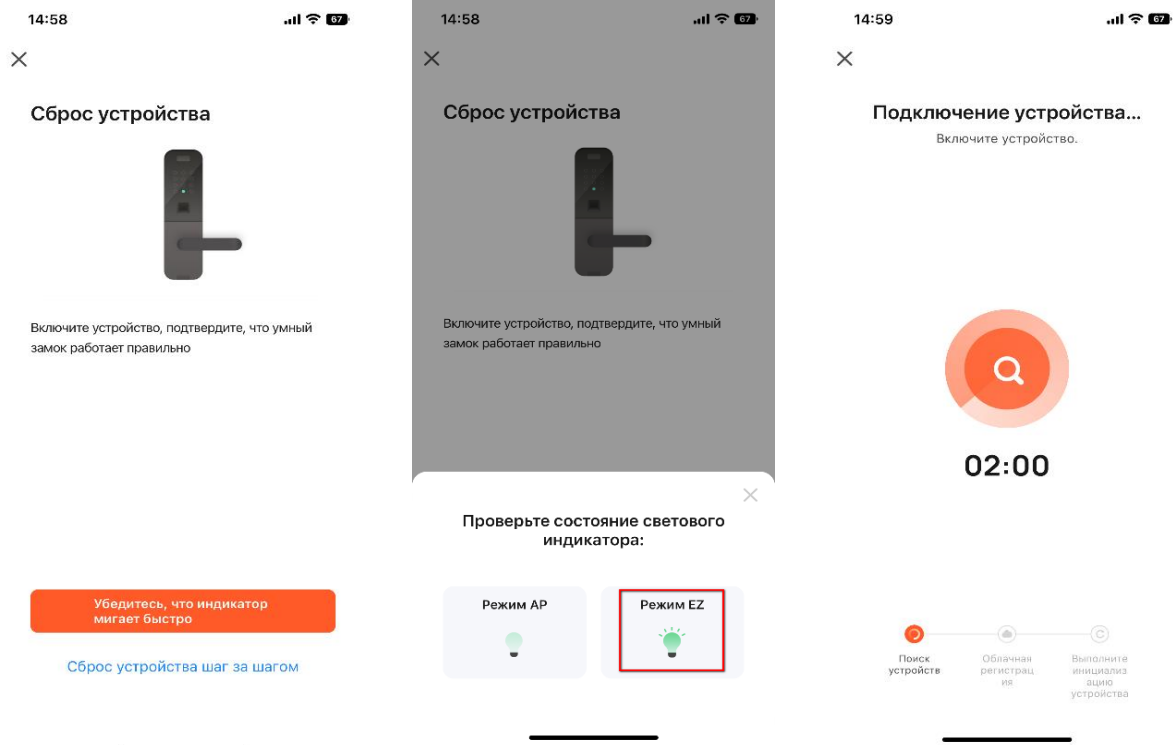 14:58
67
Сброс устройства
Включите устройство, подтвердите, что умный
замок работает правильно
Убедитесь, что индикатор
мигает быстро
Сброс устройства шаг за шагом
14:58
67
Сброс устройства
Включите устройство, подтвердите, что умный
замок работает правильно
Проверьте состояние светового
индикатора:
Режим AP
Режим EZ
14:59
67
Подключение устройства...
Включите устройство.
02:00
Поиск
устройств
Облачная
регистрац
ия
Выполните
инициализ
ацию
устройства